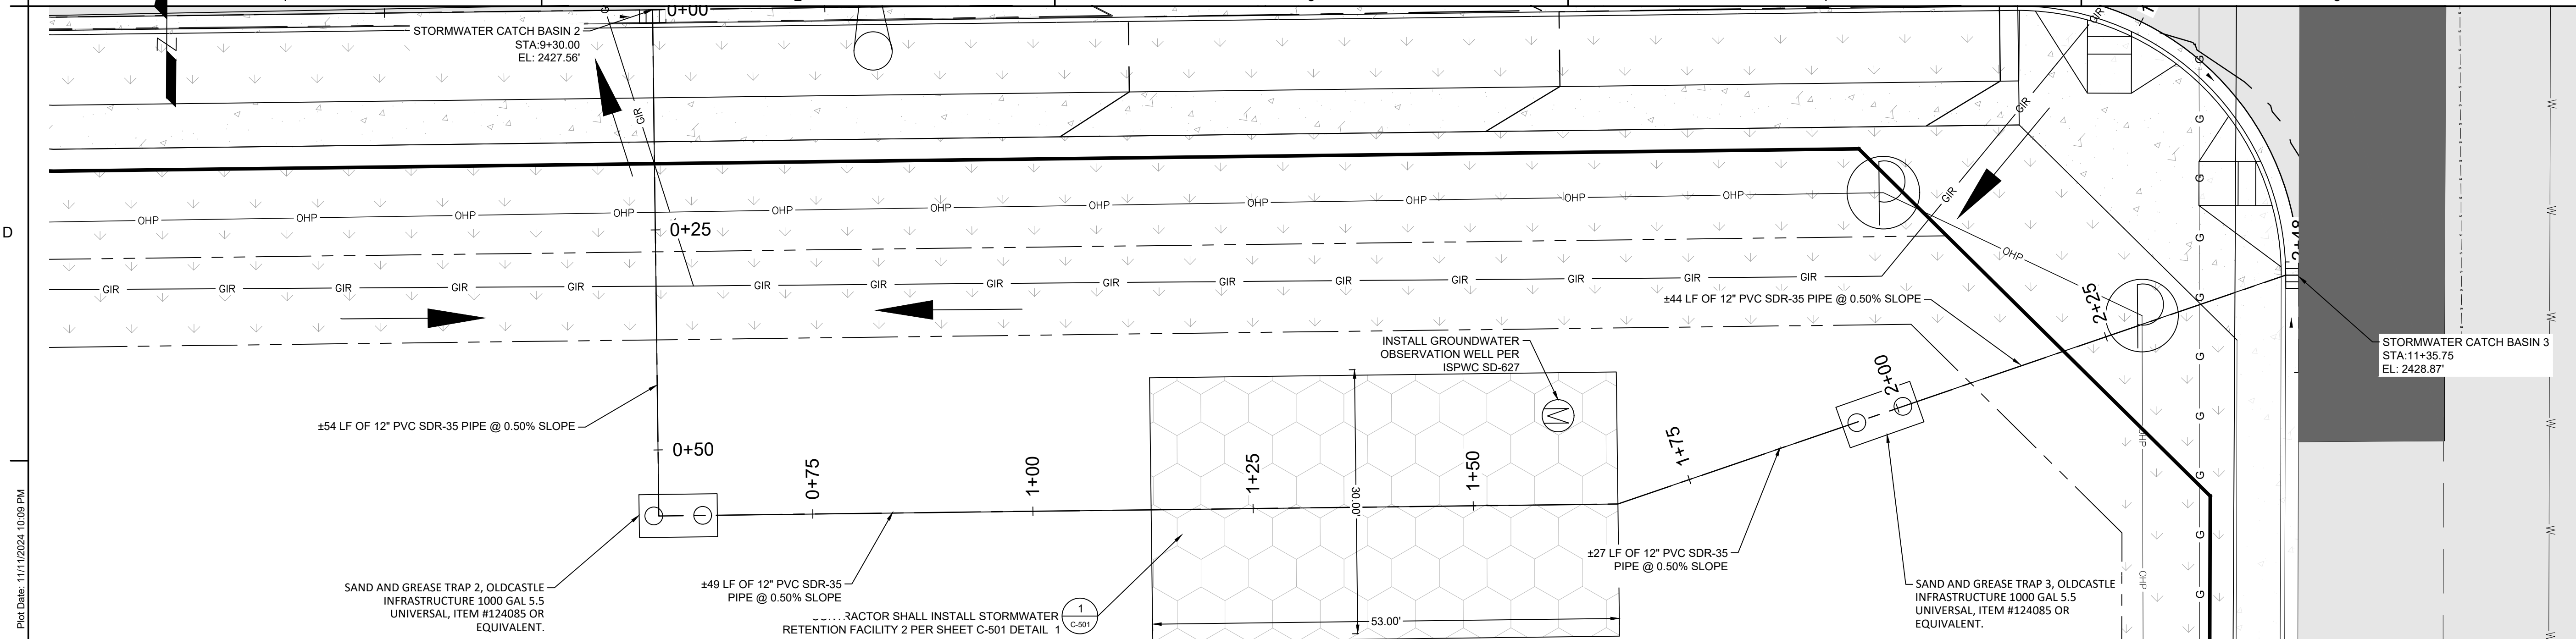 0+00
STORMWATER CATCH BASIN 2
STA:9+30.00
EL: 2427.56'
Z
GIR
GIR
GIR
GIR
G
G
G
G
G
G
G
G
G
G
W
W
W
W
W
OHP OHP OHP OHP OHP OHP OHP OHP OHP OHP OHP
OHP
OHP
OHP
D
0+25
GIR GIR GIR GIR GIR GIR GIR GIR GIR GIR GIR GIR GIR GIR GIR
2+48
2+25
±44 LF OF 12" PVC SDR-35 PIPE @ 0.50% SLOPE
STORMWATER CATCH BASIN 3
STA:11+35.75
EL: 2428.87'
INSTALL GROUNDWATER
OBSERVATION WELL PER
ISPWC SD-627
M
2+00
±54 LF OF 12" PVC SDR-35 PIPE @ 0.50% SLOPE
0+50
0+75
1+00
1+25
1+50
1+75
30.00'
53.00'
SAND AND GREASE TRAP 2, OLDCASTLE
INFRASTRUCTURE 1000 GAL 5.5
UNIVERSAL, ITEM #124085 OR
EQUIVALENT.
±49 LF OF 12" PVC SDR-35
PIPE @ 0.50% SLOPE
SHALL INSTALL STORMWATER
RETENTION FACILITY 2 PER SHEET C-501 DETAIL 1
1
C-501
±27 LF OF 12" PVC SDR-35
PIPE @ 0.50% SLOPE
SAND AND GREASE TRAP 3, OLDCASTLE
INFRASTRUCTURE 1000 GAL 5.5
UNIVERSAL, ITEM #124085 OR
EQUIVALENT.
Plot Date: 11/11/2024 10:09 PM